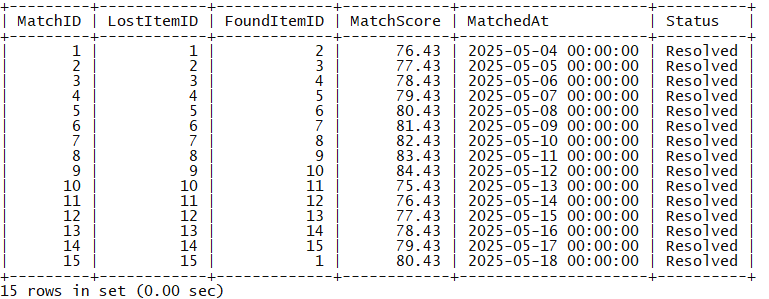 +---------+------------+-------------+------------+---------------------+----------+
| MatchID | LostItemID | FoundItemID | MatchScore | MatchedAt           | Status   |
+---------+------------+-------------+------------+---------------------+----------+
|       1 |          1 |           2 |      76.43 | 2025-05-04 00:00:00 | Resolved |
|       2 |          2 |           3 |      77.43 | 2025-05-05 00:00:00 | Resolved |
|       3 |          3 |           4 |      78.43 | 2025-05-06 00:00:00 | Resolved |
|       4 |          4 |           5 |      79.43 | 2025-05-07 00:00:00 | Resolved |
|       5 |          5 |           6 |      80.43 | 2025-05-08 00:00:00 | Resolved |
|       6 |          6 |           7 |      81.43 | 2025-05-09 00:00:00 | Resolved |
|       7 |          7 |           8 |      82.43 | 2025-05-10 00:00:00 | Resolved |
|       8 |          8 |           9 |      83.43 | 2025-05-11 00:00:00 | Resolved |
|       9 |          9 |          10 |      84.43 | 2025-05-12 00:00:00 | Resolved |
|      10 |         10 |          11 |      75.43 | 2025-05-13 00:00:00 | Resolved |
|      11 |         11 |          12 |      76.43 | 2025-05-14 00:00:00 | Resolved |
|      12 |         12 |          13 |      77.43 | 2025-05-15 00:00:00 | Resolved |
|      13 |         13 |          14 |      78.43 | 2025-05-16 00:00:00 | Resolved |
|      14 |         14 |          15 |      79.43 | 2025-05-17 00:00:00 | Resolved |
|      15 |         15 |           1 |      80.43 | 2025-05-18 00:00:00 | Resolved |
+---------+------------+-------------+------------+---------------------+----------+
15 rows in set (0.00 sec)